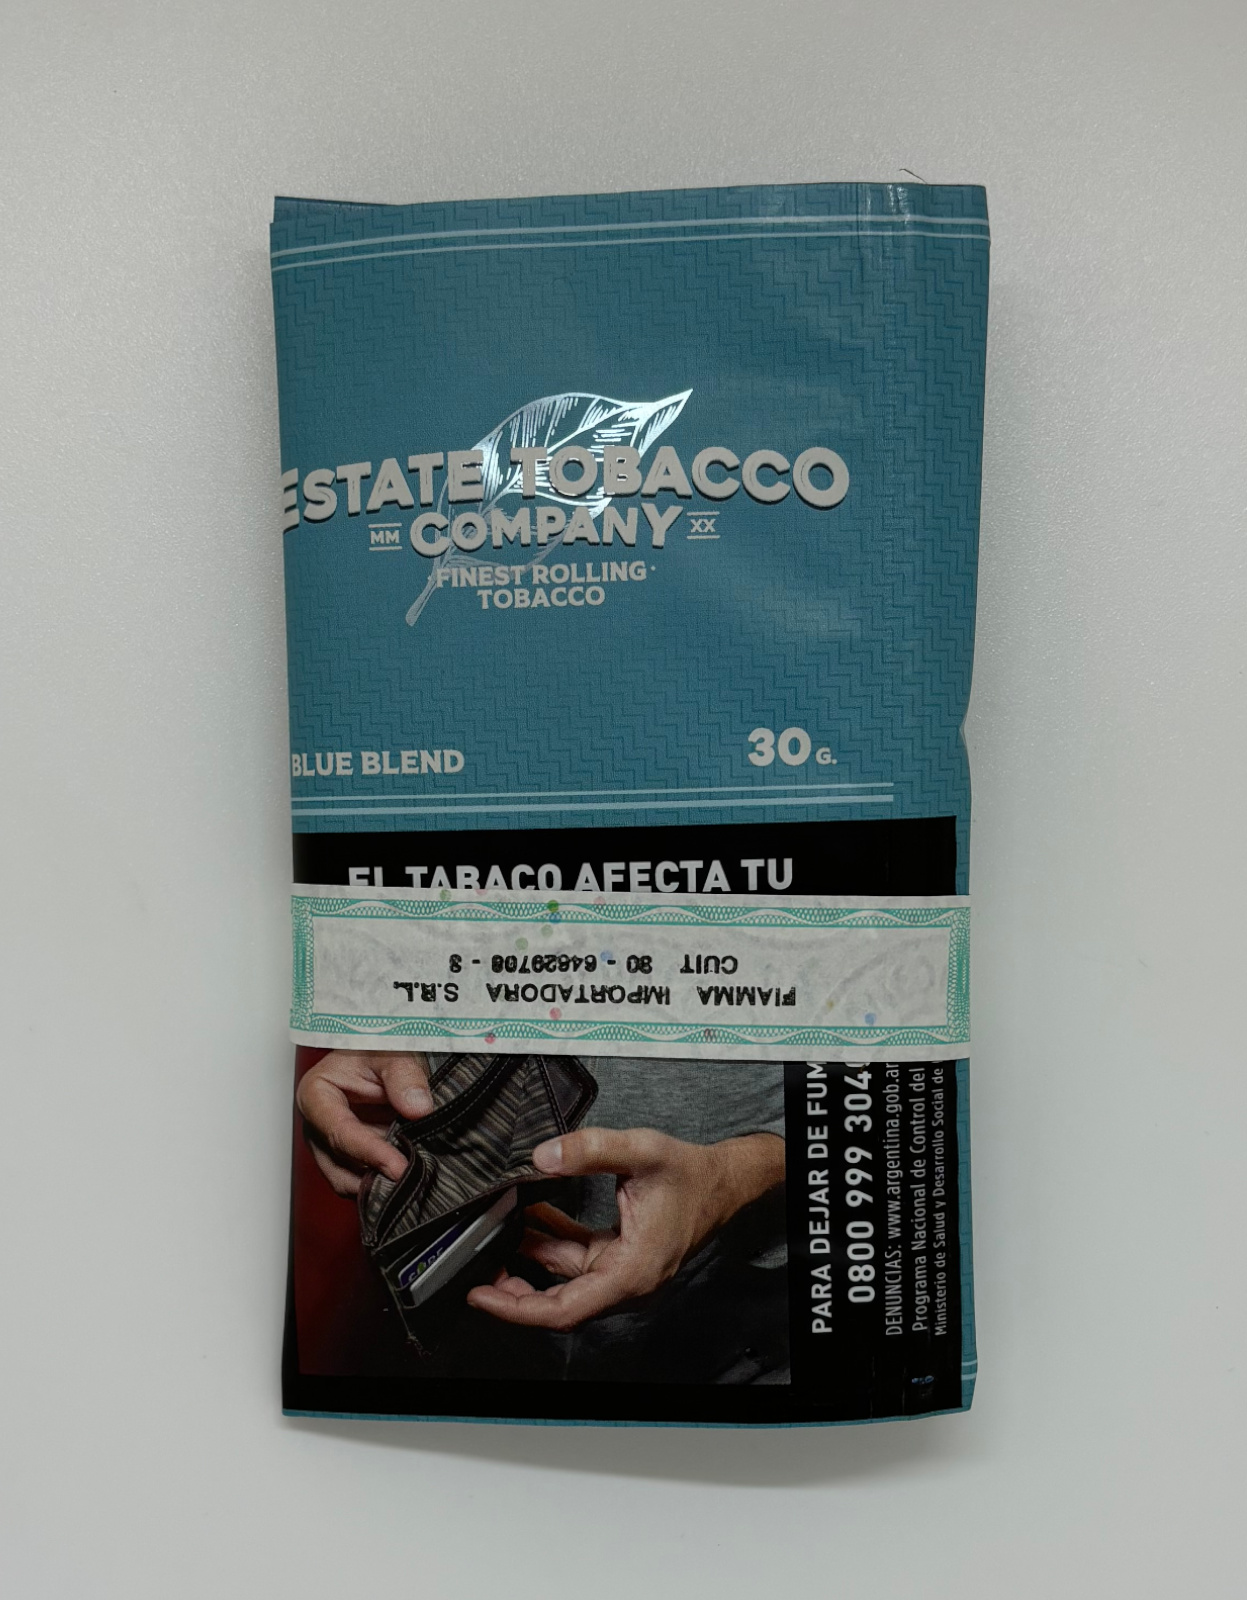 ESTATE TOBACCO
MM COMPANY XX
·FINEST ROLLING·
TOBACCO
BLUE BLEND
30 G.
EL TABACO AFECTA TU
FIAMMA IMPORTADORA S.R.L.
CUIT 30 - 64629706 - 3
PARA DEJAR DE FUM
0800 999 304
DENUNCIAS: www.argentina.gob.ar
Programa Nacional de Control del
Ministerio de Salud y Desarrollo Social de